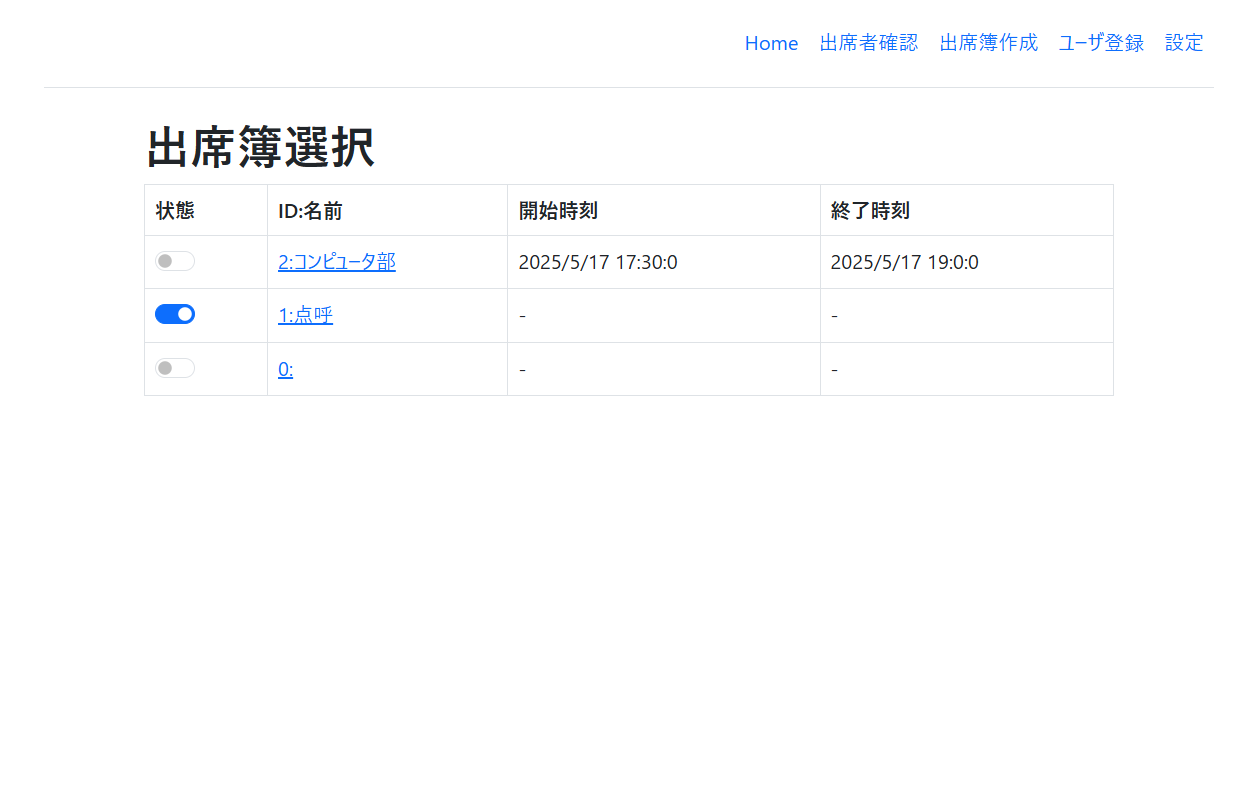 Home 出席者確認 出席簿作成 ユーザ登録 設定
出席簿選択
状態 ID:名前 開始時刻 終了時刻
2:コンピュータ部 2025/5/17 17:30:0 2025/5/17 19:0:0
1:点呼 - -
0: - -